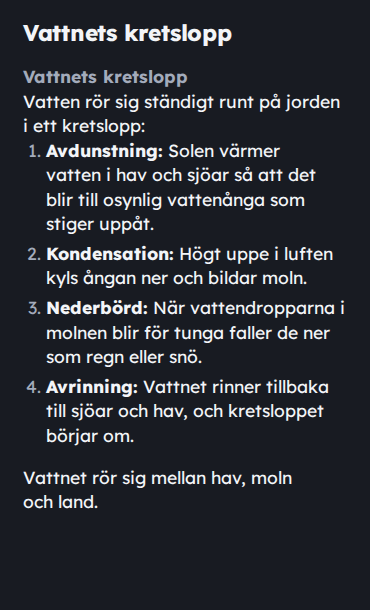 Vattnets kretslopp
Vattnets kretslopp
Vatten rör sig ständigt runt på jorden
i ett kretslopp:
1. Avdunstning: Solen värmer
vatten i hav och sjöar så att det
blir till osynlig vattenånga som
stiger uppåt.
2. Kondensation: Högt uppe i luften
kyls ångan ner och bildar moln.
3. Nederbörd: När vattendropparna i
molnen blir för tunga faller de ner
som regn eller snö.
4. Avrinning: Vattnet rinner tillbaka
till sjöar och hav, och kretsloppet
börjar om.
Vattnet rör sig mellan hav, moln
och land.